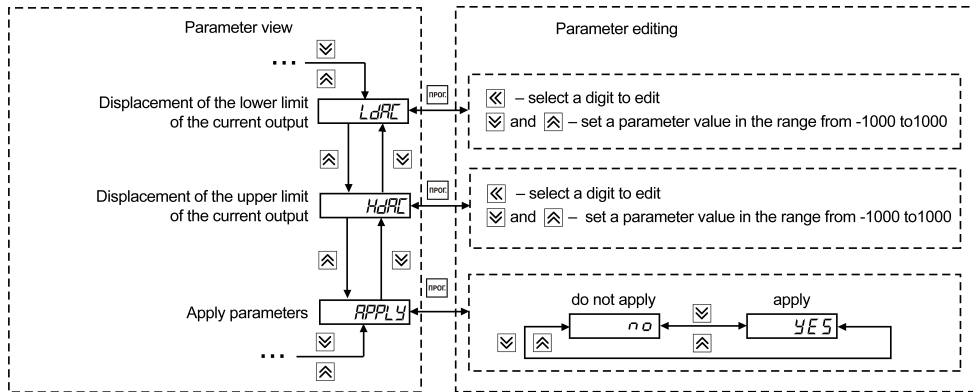 Parameter view
Parameter editing
...
Displacement of the lower limit
of the current output
LdAC
прог.
– select a digit to edit
and – set a parameter value in the range from -1000 to1000
Displacement of the upper limit
of the current output
HdAC
прог.
– select a digit to edit
and – set a parameter value in the range from -1000 to1000
Apply parameters
APPLY
прог.
do not apply
apply
no
YES
...